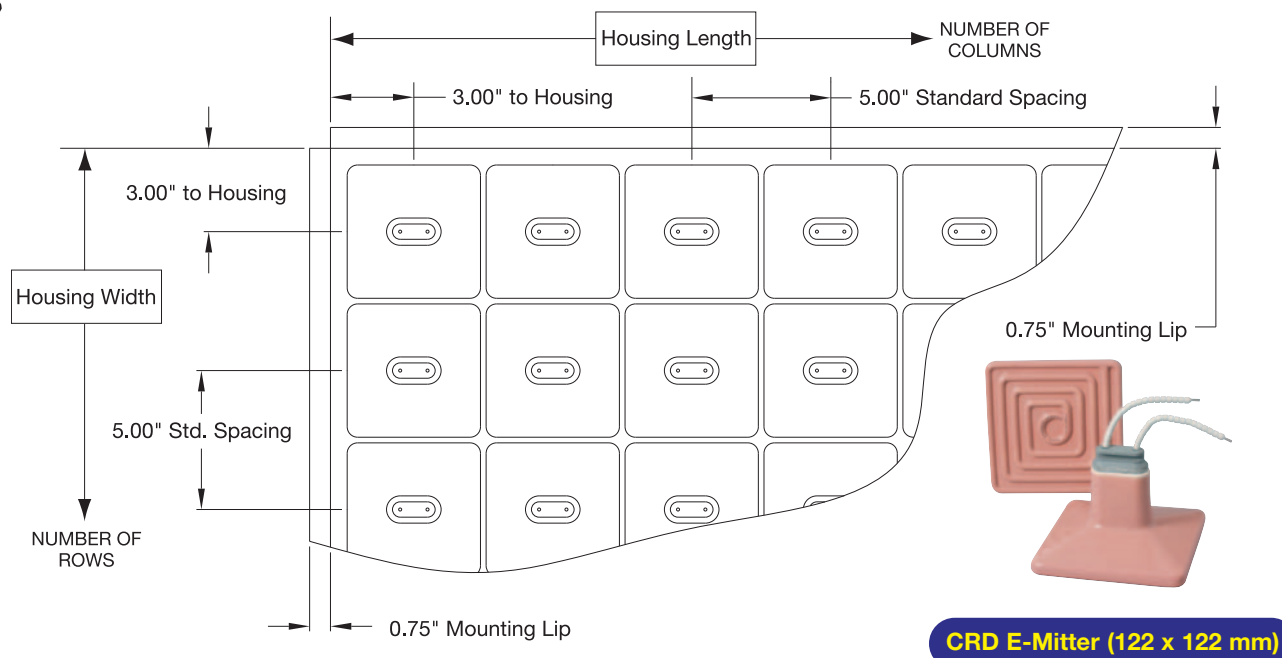 Housing Length
NUMBER OF
COLUMNS
3.00" to Housing
5.00" Standard Spacing
3.00" to Housing
Housing Width
0.75" Mounting Lip
5.00" Std. Spacing
NUMBER OF
ROWS
0.75" Mounting Lip
CRD E-Mitter (122 x 122 mm)